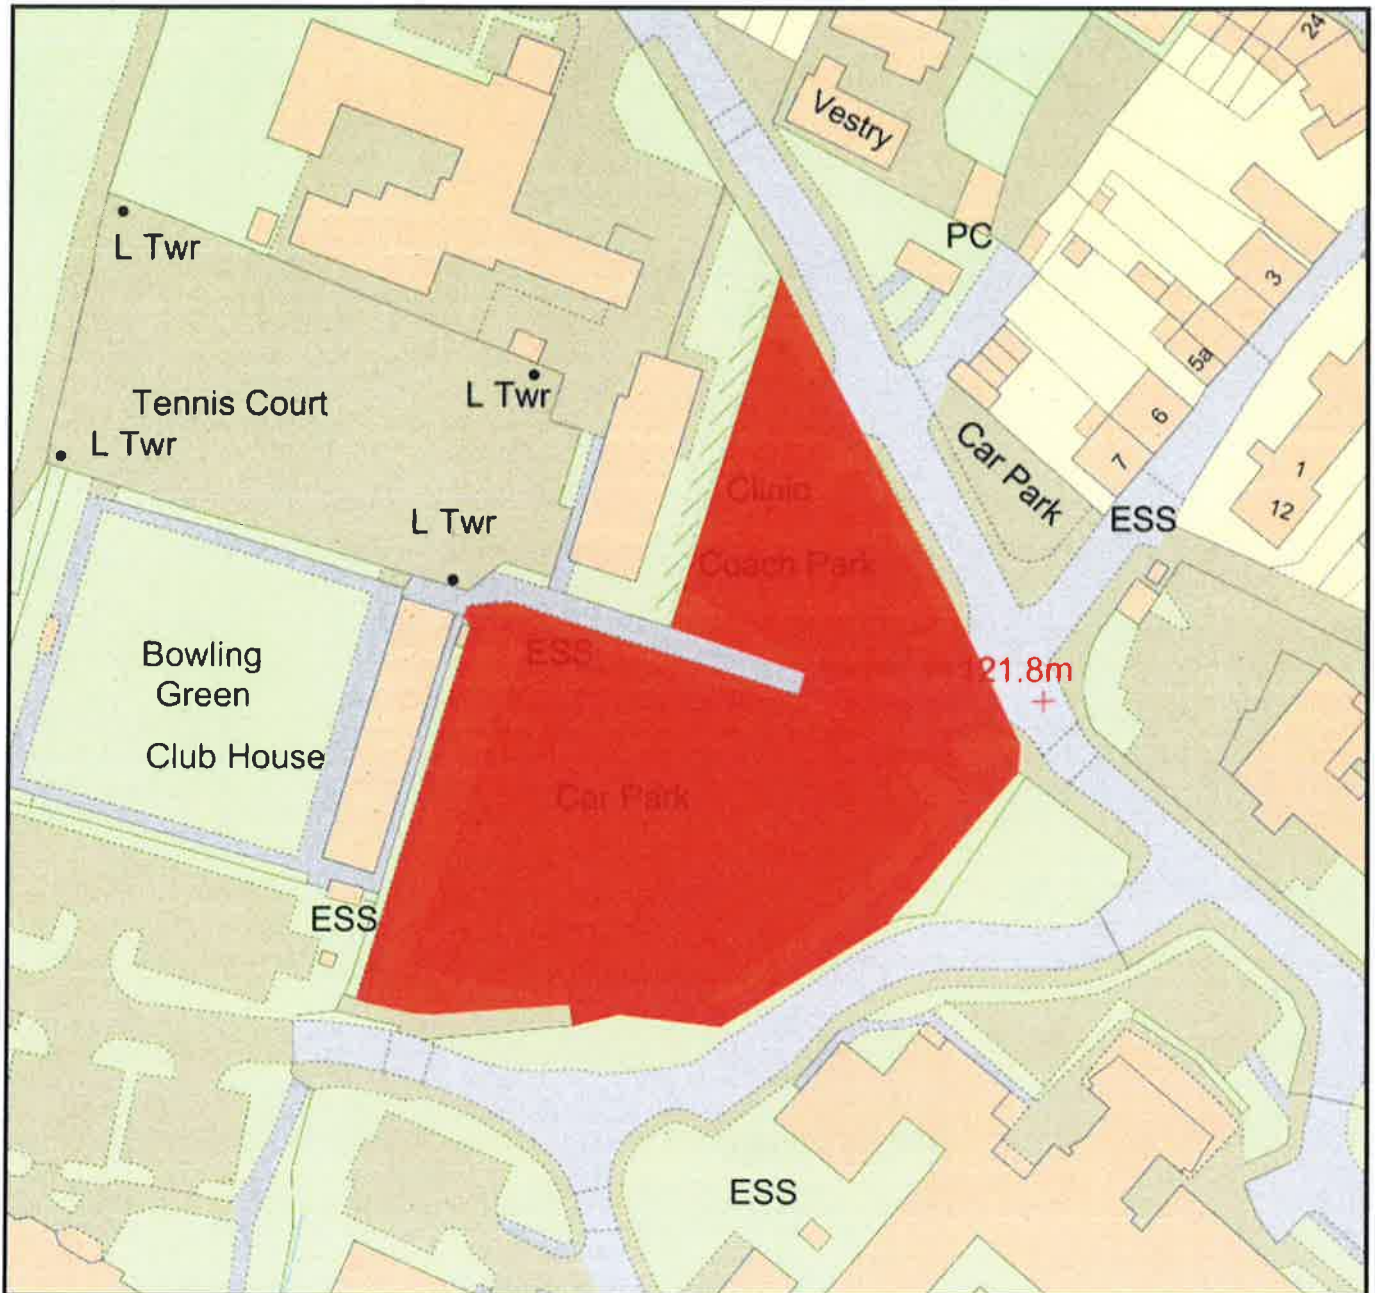 24
Vestry
PC
L Twr
3
5a
L Twr
Tennis Court
6
L Twr
Car Park
7
1
12
Clinic
L Twr
ESS
Coach Park
ESS
Bowling
Green
121.8m
Club House
Car Park
ESS
ESS